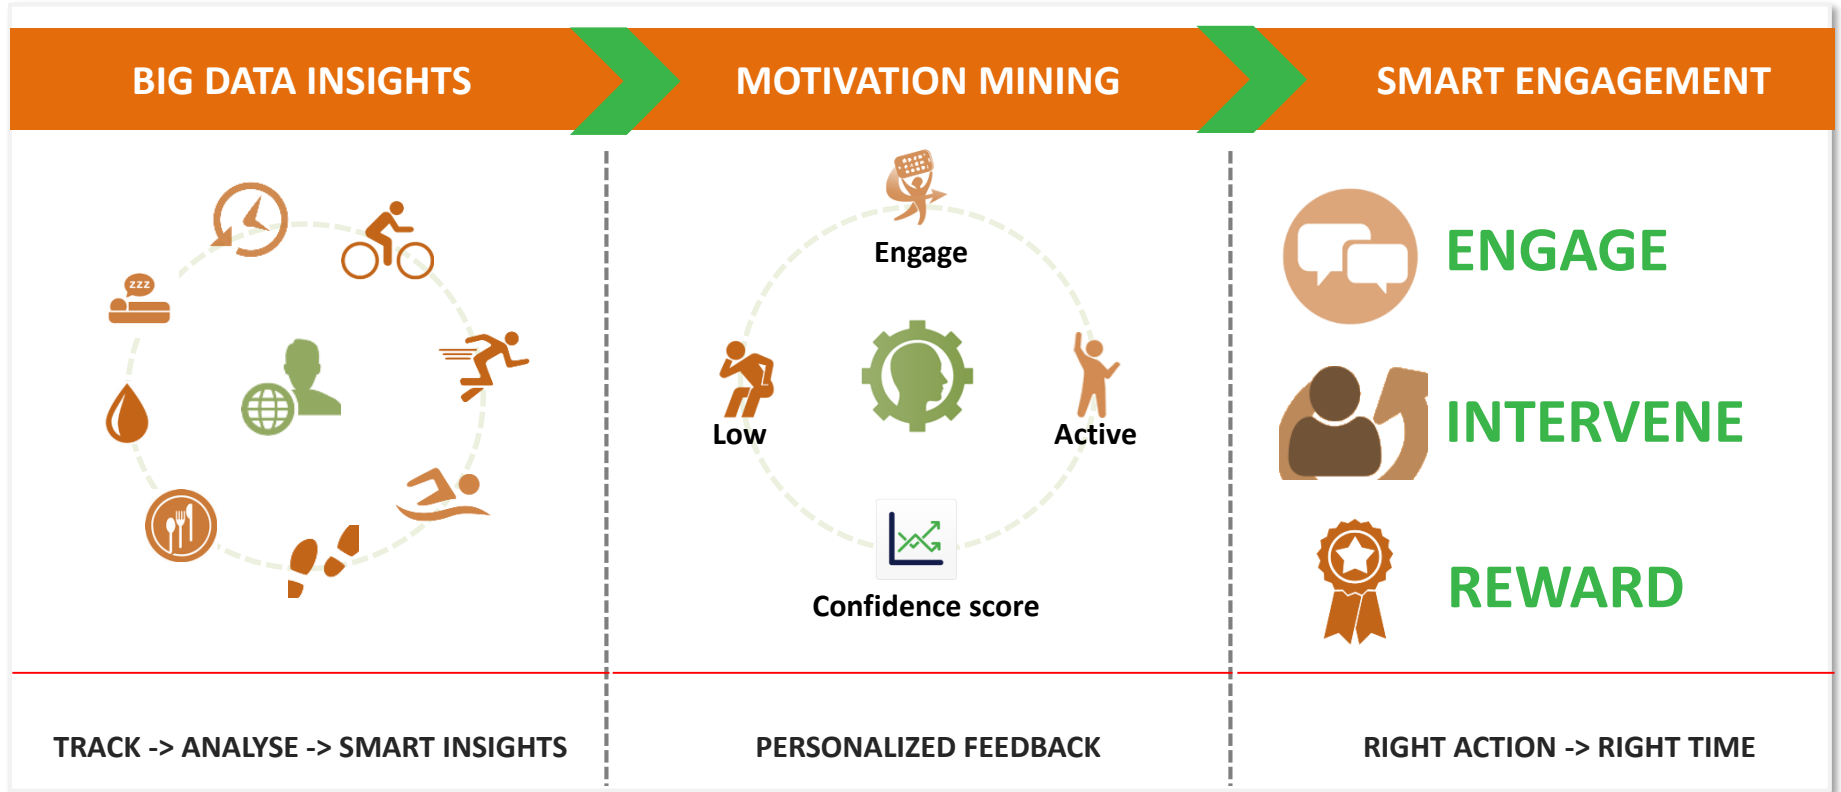 BIG DATA INSIGHTS
MOTIVATION MINING
SMART ENGAGEMENT
zzz
Engage
Low
Active
Confidence score
ENGAGE
INTERVENE
REWARD
TRACK -> ANALYSE -> SMART INSIGHTS
PERSONALIZED FEEDBACK
RIGHT ACTION -> RIGHT TIME